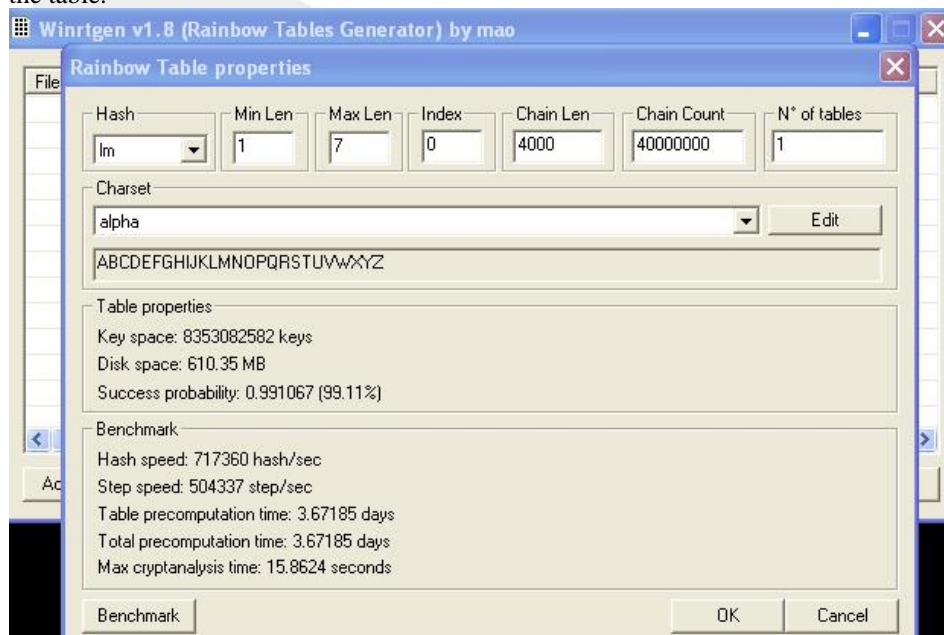 the table.
Winrtgen v1.8 (Rainbow Tables Generator) by mao
File
Rainbow Table properties
Hash Min Len Max Len Index Chain Len Chain Count N° of tables
lm 1 7 0 4000 40000000 1
Charset
alpha Edit
ABCDEFGHIJKLMNOPQRSTUVWXYZ
Table properties
Key space: 8353082582 keys
Disk space: 610.35 MB
Success probability: 0.991067 (99.11%)
Benchmark
Hash speed: 717360 hash/sec
Step speed: 504337 step/sec
Table precomputation time: 3.67185 days
Total precomputation time: 3.67185 days
Max cryptanalysis time: 15.8624 seconds
Benchmark OK Cancel